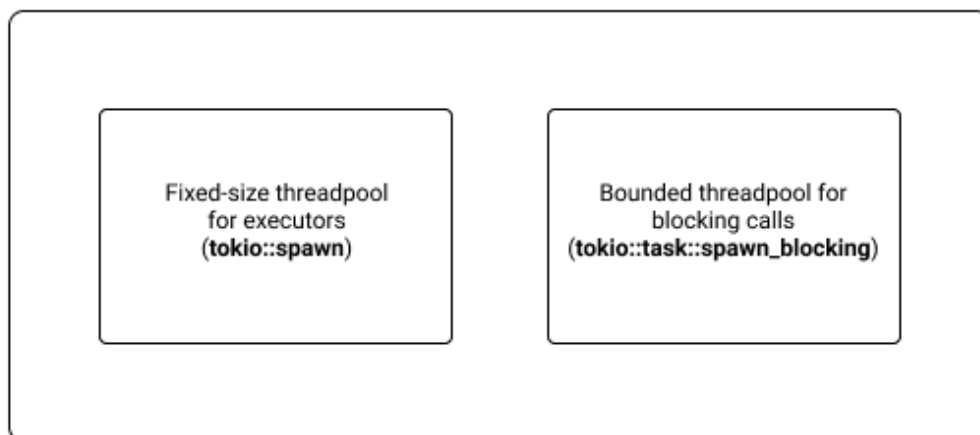 Fixed-size threadpool
for executors
(tokio::spawn)
Bounded threadpool for
blocking calls
(tokio::task::spawn_blocking)